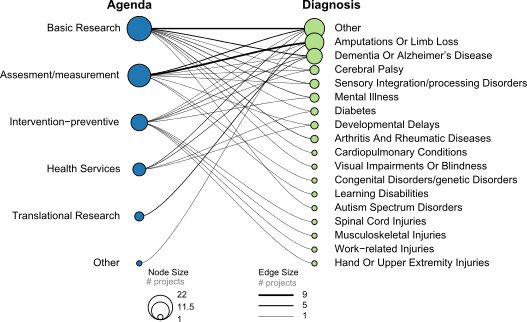 Agenda
Diagnosis
Basic Research
Assesment/measurement
Intervention−preventive
Health Services
Translational Research
Other
Other
Amputations Or Limb Loss
Dementia Or Alzheimer's Disease
Cerebral Palsy
Sensory Integration/processing Disorders
Mental Illness
Diabetes
Developmental Delays
Arthritis And Rheumatic Diseases
Cardiopulmonary Conditions
Visual Impairments Or Blindness
Congenital Disorders/genetic Disorders
Learning Disabilities
Autism Spectrum Disorders
Spinal Cord Injuries
Musculoskeletal Injuries
Work−related Injuries
Hand Or Upper Extremity Injuries
Node Size
# projects
22
11.5
1
Edge Size
# projects
9
5
1